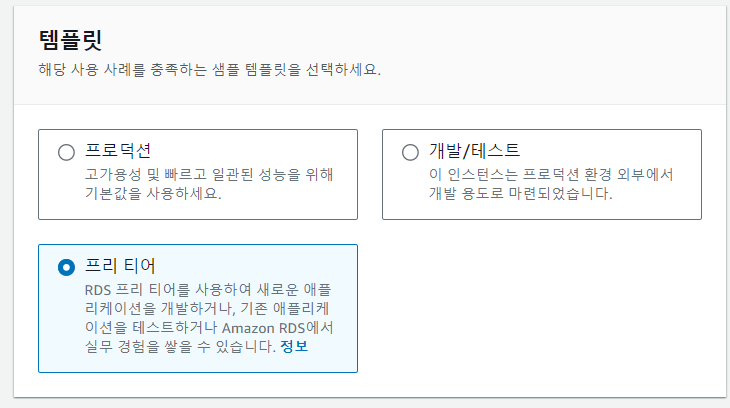 템플릿
해당 사용 사례를 충족하는 샘플 템플릿을 선택하세요.
프로덕션
고가용성 및 빠르고 일관된 성능을 위해
기본값을 사용하세요.
개발/테스트
이 인스턴스는 프로덕션 환경 외부에서
개발 용도로 마련되었습니다.
프리 티어
RDS 프리 티어를 사용하여 새로운 애플
리케이션을 개발하거나, 기존 애플리케
이션을 테스트하거나 Amazon RDS에서
실무 경험을 쌓을 수 있습니다. 정보